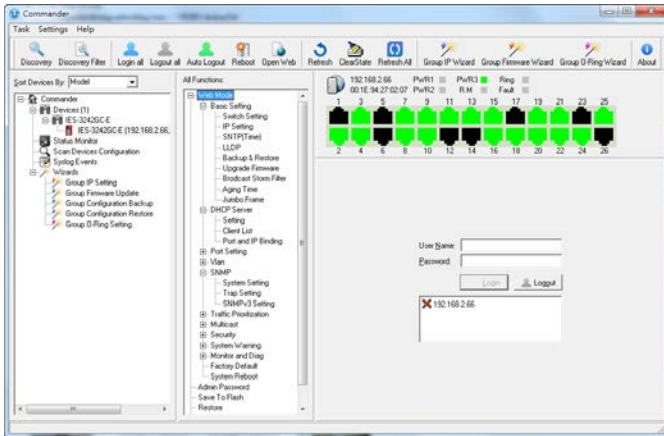 Commander
Task Settings Help
Discovery Discovery Filter Login all Logout all Auto Logout Reboot Open Web Refresh ClearState Refresh All Group IP Wizard Group Firmware Wizard Group O-Ring Wizard About
Sort Devices By: Model
Commander
Devices (1)
IES-3242GC-E
IES-3242GC-E (192.168.2.66,
Status Monitor
Scan Devices Configuration
Syslog Events
Wizards
Group IP Setting
Group Firmware Update
Group Configuration Backup
Group Configuration Restore
Group O-Ring Setting
All Functions:
Web Mode
Basic Setting
Switch Setting
IP Setting
SNTP(Time)
LLDP
Backup & Restore
Upgrade Firmware
Brodcast Storm Filter
Aging Time
Jumbo Frame
DHCP Server
Setting
Client List
Port and IP Binding
Port Setting
Vlan
SNMP
System Setting
Trap Setting
SNMPv3 Setting
Traffic Prioritization
Multicast
Security
System Warning
Monitor and Diag
Factory Default
System Reboot
Admin Password
Save To Flash
Restore
192.168.2.66 PWR1 PWR3 Ring
00:1E:94:27:02:07 PWR2 R.M Fault
1 3 5 7 9 11 13 15 17 19 21 23 25
2 4 6 8 10 12 14 16 18 20 22 24 26
User Name:
Password:
Login Loggut
192.168.2.66